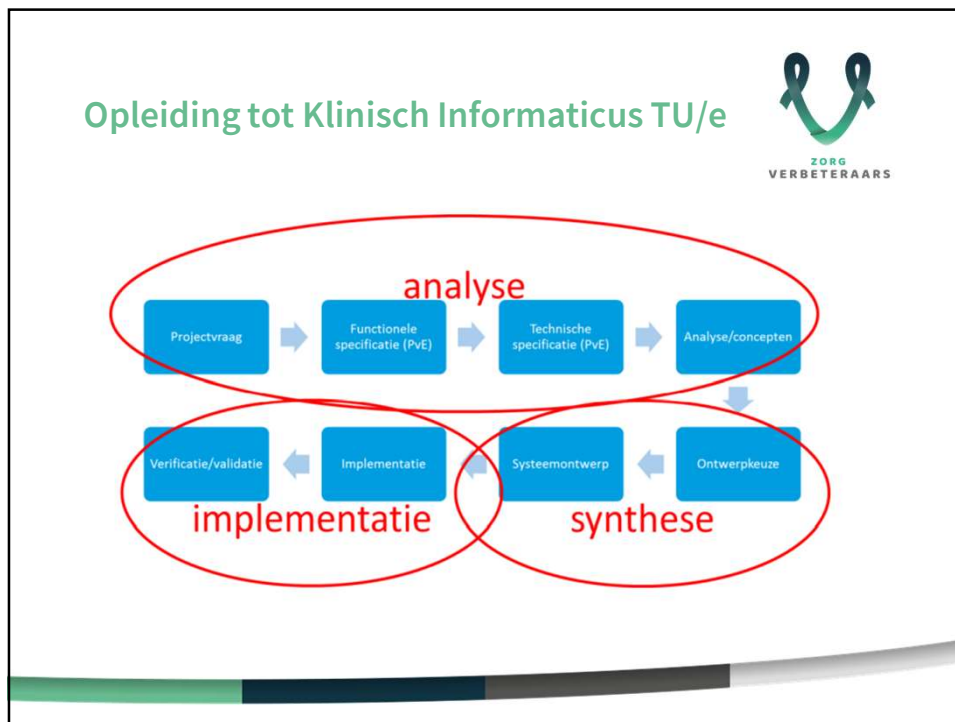 Opleiding tot Klinisch Informaticus TU/e
ZORG
VERBETERAARS
analyse
Projectvraag
Functionele
specificatie (PvE)
Technische
specificatie (PvE)
Analyse/concepten
Verificatie/validatie
Implementatie
Systeemontwerp
Ontwerpkeuze
implementatie
synthese